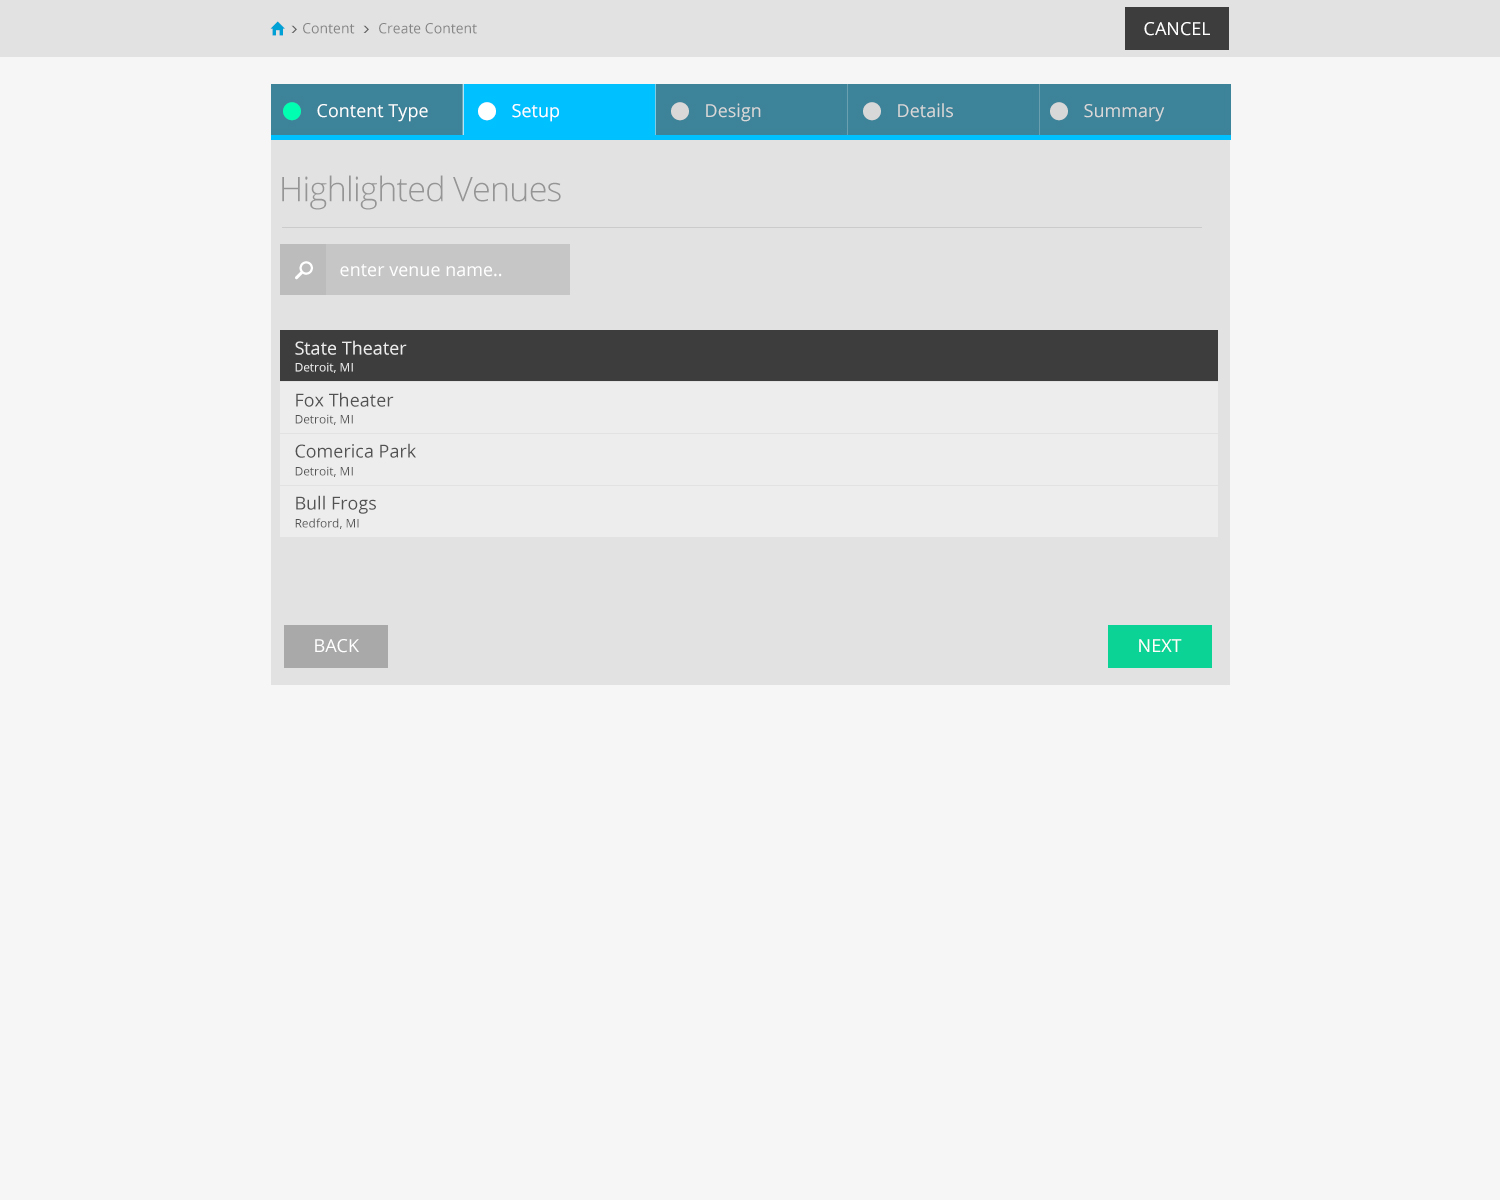 Content Create Content
CANCEL
Content Type Setup Design Details Summary
Highlighted Venues
enter venue name..
State Theater
Detroit, MI
Fox Theater
Detroit, MI
Comerica Park
Detroit, MI
Bull Frogs
Redford, MI
BACK
NEXT